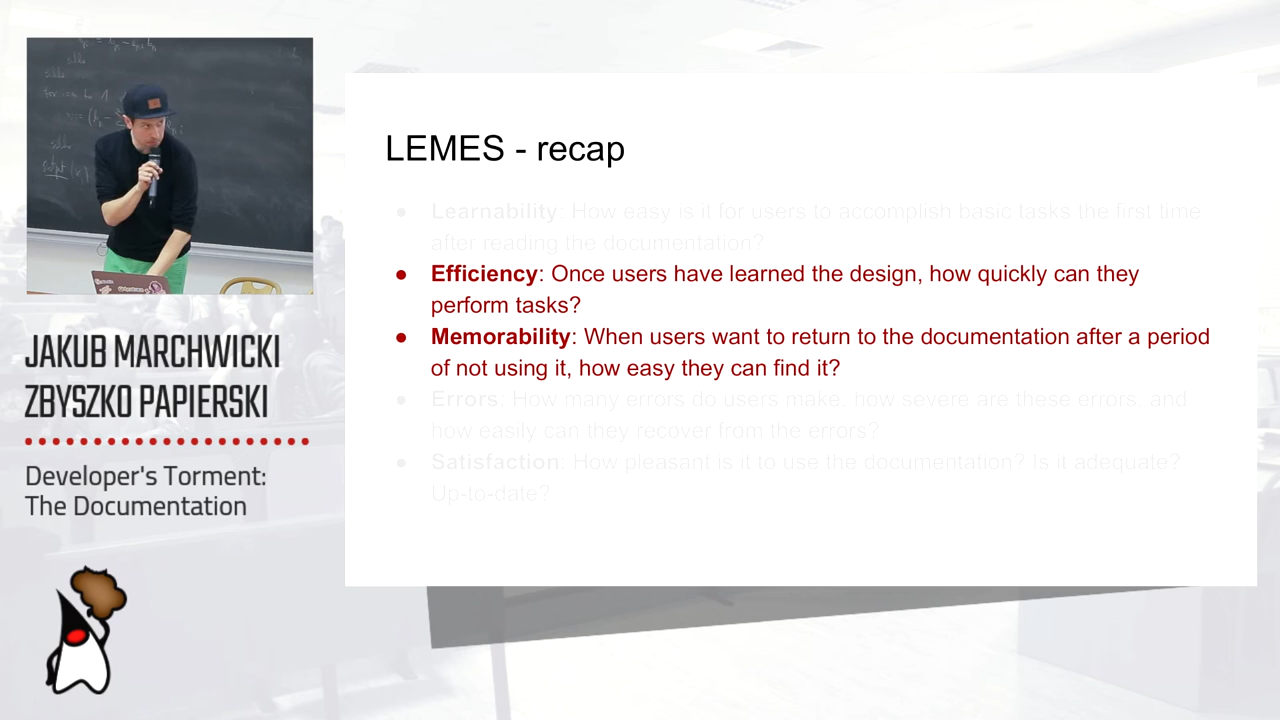 JAKUB MARCHWICKI
ZBYSZKO PAPIERSKI
Developer's Torment:
The Documentation
LEMES - recap
● Learnability: How easy is it for users to accomplish basic tasks the first time
after reading the documentation?
● Efficiency: Once users have learned the design, how quickly can they
perform tasks?
● Memorability: When users want to return to the documentation after a period
of not using it, how easy they can find it?
● Errors: How many errors do users make, how severe are these errors, and
how easily can they recover from the errors?
● Satisfaction: How pleasant is it to use the documentation? Is it adequate?
Up-to-date?